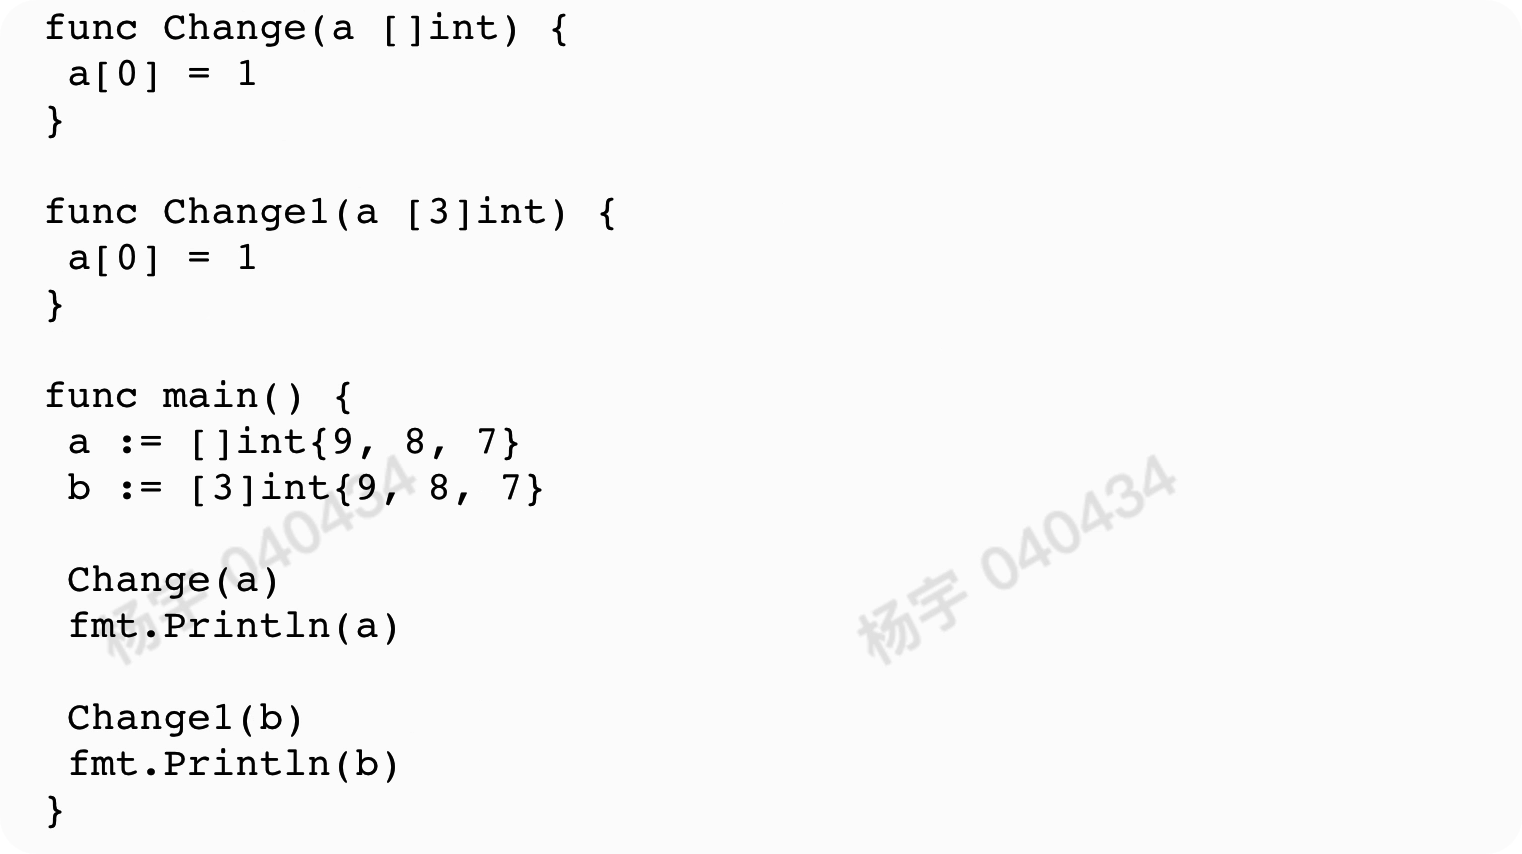 func Change(a []int) {
 a[0] = 1
}

func Change1(a [3]int) {
 a[0] = 1
}

func main() {
 a := []int{9, 8, 7}
 b := [3]int{9, 8, 7}

 Change(a)
 fmt.Println(a)

 Change1(b)
 fmt.Println(b)
}
杨宇 040434
杨宇 040434